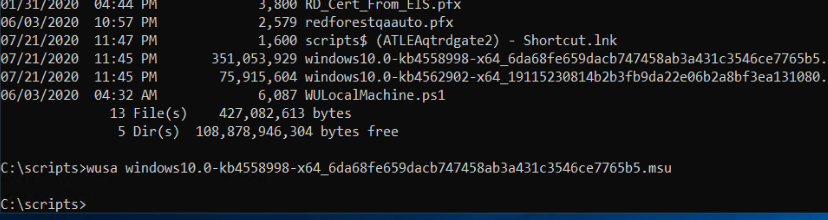 01/31/2020  04:44 PM             3,800 RD_Cert_From_EIS.pfx
06/03/2020  10:57 PM             2,579 redforestqaauto.pfx
07/21/2020  11:47 PM             1,600 scripts$ (ATLEAqtrdgate2) - Shortcut.lnk
07/21/2020  11:45 PM       351,053,929 windows10.0-kb4558998-x64_6da68fe659dacb747458ab3a431c3546ce7765b5.
07/21/2020  11:45 PM        75,915,604 windows10.0-kb4562902-x64_19115230814b2b3fb9da22e06b2a8bf3ea131080.
06/03/2020  04:32 AM             6,087 WULocalMachine.ps1
13 File(s)    427,082,613 bytes
5 Dir(s)  108,878,946,304 bytes free
C:\scripts>wusa windows10.0-kb4558998-x64_6da68fe659dacb747458ab3a431c3546ce7765b5.msu
C:\scripts>